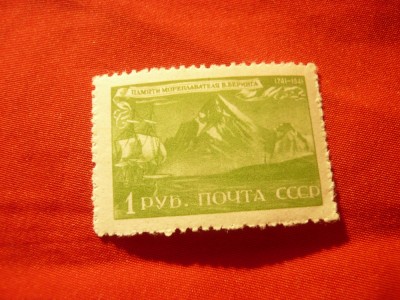 ПАМЯТИ МОРЕПЛАВАТЕЛЯ В. БЕРИНГА 1741-1941
1 РУБ. ПОЧТА СССР